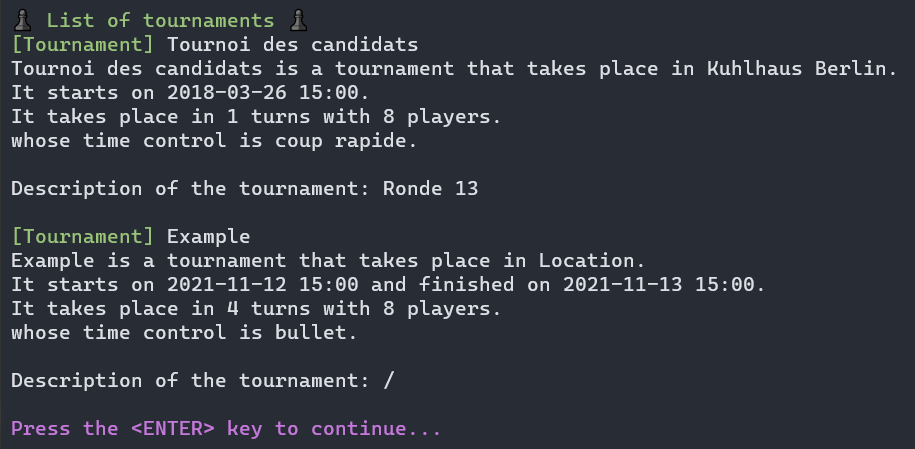 ♟ List of tournaments ♟
[Tournament] Tournoi des candidats
Tournoi des candidats is a tournament that takes place in Kuhlhaus Berlin.
It starts on 2018-03-26 15:00.
It takes place in 1 turns with 8 players.
whose time control is coup rapide.
Description of the tournament: Ronde 13
[Tournament] Example
Example is a tournament that takes place in Location.
It starts on 2021-11-12 15:00 and finished on 2021-11-13 15:00.
It takes place in 4 turns with 8 players.
whose time control is bullet.
Description of the tournament: /
Press the <ENTER> key to continue...